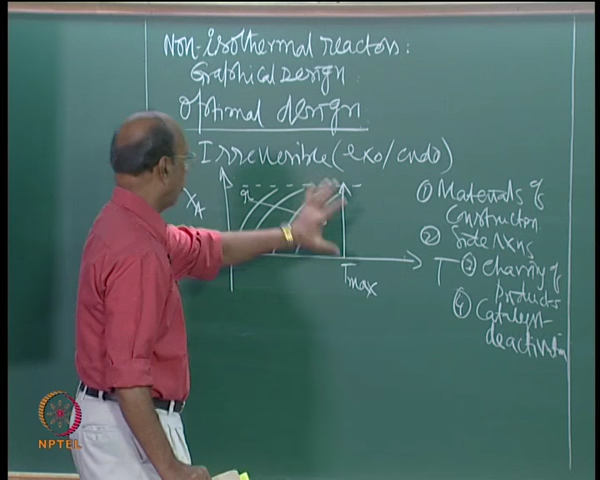 Non-isothermal reactors:
Graphical Design:
Optimal design
Irreversible (exo/endo)
XA
Tmax
T
① Materials of
Construction
② Side rxns
③ charring of
products
④ Catalyst
deactivation
NPTEL